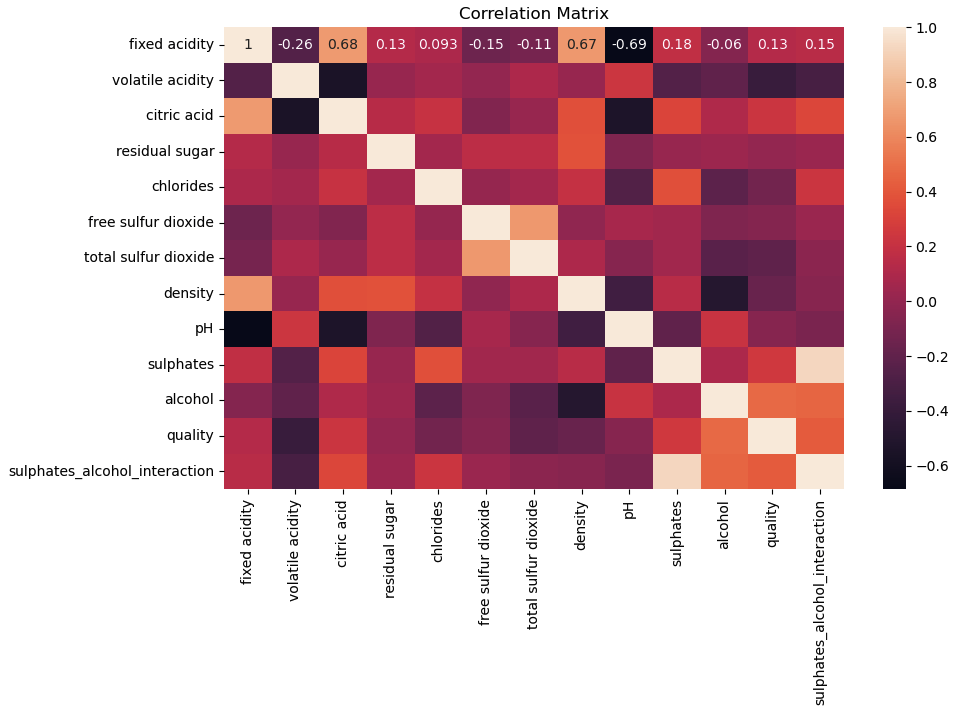 Correlation Matrix
fixed acidity 1 -0.26 0.68 0.13 0.093 -0.15 -0.11 0.67 -0.69 0.18 -0.06 0.13 0.15
volatile acidity
citric acid
residual sugar
chlorides
free sulfur dioxide
total sulfur dioxide
density
pH
sulphates
alcohol
quality
sulphates_alcohol_interaction
fixed acidity
volatile acidity
citric acid
residual sugar
chlorides
free sulfur dioxide
total sulfur dioxide
density
pH
sulphates
alcohol
quality
sulphates_alcohol_interaction
1.0
0.8
0.6
0.4
0.2
0.0
−0.2
−0.4
−0.6